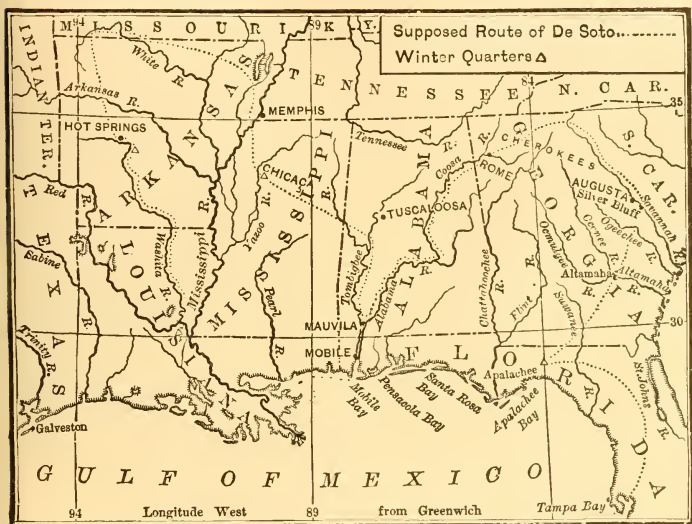 Supposed Route of De Soto
Winter Quarters
94
MISSOURI
89
KY.
84
INDIAN TER.
White R.
TENNESSEE
N. CAR.
Arkansas R.
MEMPHIS
35
HOT SPRINGS
Tennessee R.
S. CAR.
ARKANSAS
CHICACA
Coosa
ROME
CHEROKEES
AUGUSTA
Silver Bluff
Savannah R.
Red R.
TUSCALOOSA
Ogeechee
TEXAS
Washita R.
Mississippi R.
Yazoo R.
MISSISSIPPI
Tombigbee
ALABAMA
Alabama R.
GEORGIA
Ocmulgee
Altamaha
Altamaha R.
Sabine R.
LOUISIANA
Pearl R.
Chattahoochee R.
Flint R.
Suwanee R.
30
Trinity R.
MAUVILA
MOBILE
FLORIDA
Apalachee
St. Johns R.
Mobile Bay
Pensacola Bay
Santa Rosa Bay
Apalachee Bay
Galveston
GULF OF MEXICO
Tampa Bay
94
Longitude West
89
from Greenwich